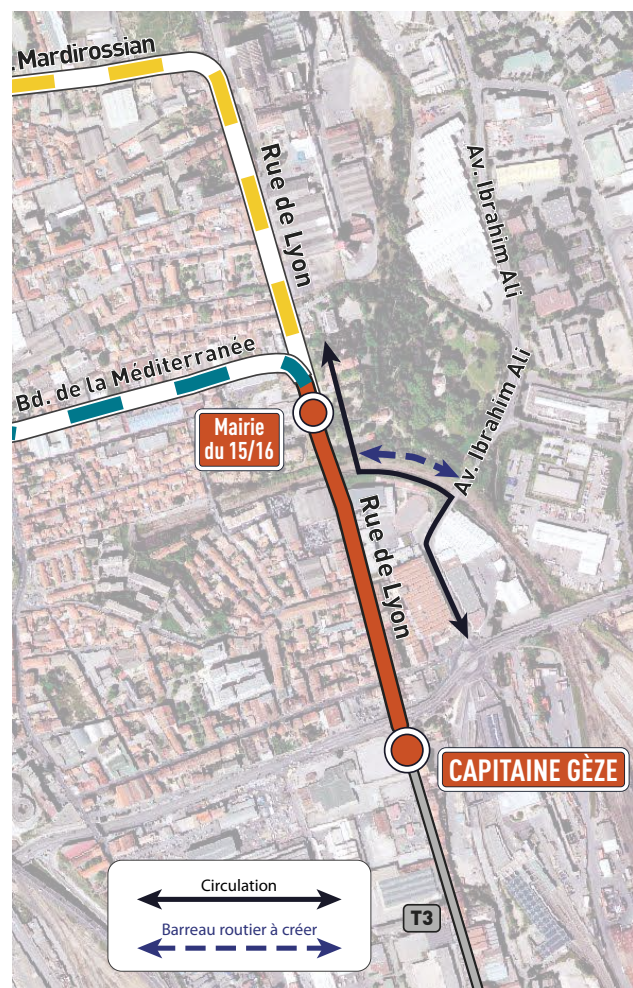 . Mardirossian
Rue de Lyon
Av. Ibrahim Ali
Bd. de la Méditerranée
Av. Ibrahim Ali
Mairie
du 15/16
Rue de Lyon
CAPITAINE GÈZE
T3
Circulation
Barreau routier à créer